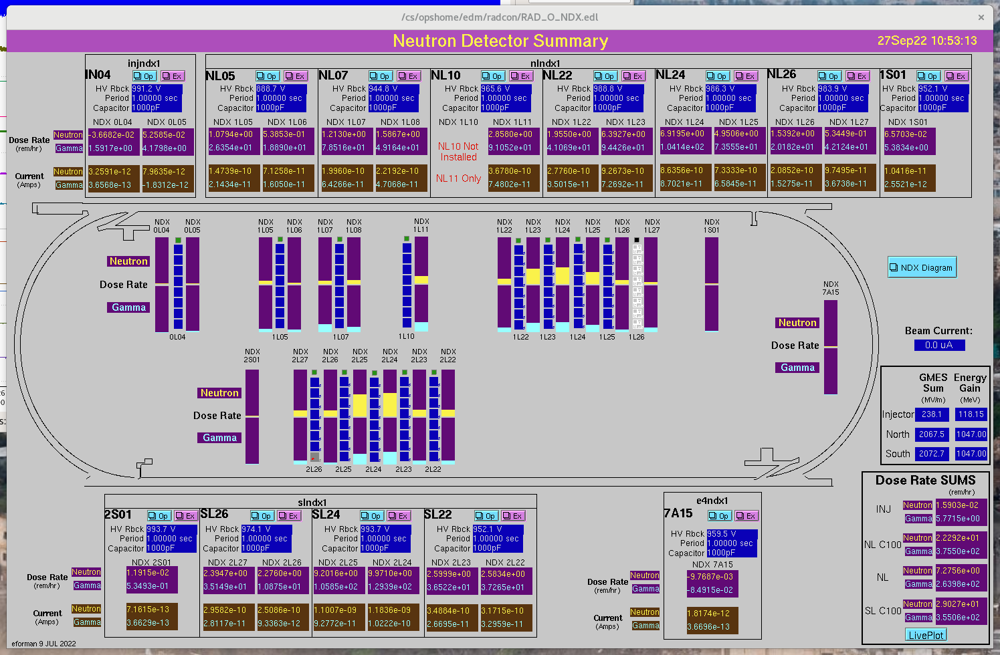 /cs/opshome/edm/radcon/RAD_O_NDX.edl
Neutron Detector Summary
27Sep22 10:53:13
injndx1
nlndx1
IN04 Op Ex
NL05 Op Ex
NL07 Op Ex
NL10 Op Ex
NL22 Op Ex
NL24 Op Ex
NL26 Op Ex
1S01 Op Ex
HV Rbck 991.2 V
HV Rbck 888.7 V
HV Rbck 944.8 V
HV Rbck 965.6 V
HV Rbck 988.8 V
HV Rbck 986.3 V
HV Rbck 983.9 V
HV Rbck 952.1 V
Period 1.00000 sec
Period 1.00000 sec
Period 1.00000 sec
Period 1.00000 sec
Period 1.00000 sec
Period 1.00000 sec
Period 1.00000 sec
Period 1.00000 sec
Capacitor 1000pF
Capacitor 1000pF
Capacitor 1000pF
Capacitor 1000pF
Capacitor 1000pF
Capacitor 1000pF
Capacitor 1000pF
Capacitor 1000pF
NDX 0L04 NDX 0L05 NDX 1L05 NDX 1L06 NDX 1L07 NDX 1L08 NDX 1L10 NDX 1L11 NDX 1L22 NDX 1L23 NDX 1L24 NDX 1L25 NDX 1L26 NDX 1L27 NDX 1S01
Dose Rate
(rem/hr)
Neutron -3.6682e-02 5.2585e-02 1.0794e+00 5.3853e-01 1.2130e+00 1.5867e+00 2.8580e+00 1.9550e+00 6.3927e+00 6.9195e+00 4.9506e+00 1.5392e+00 5.3449e-01 6.5703e-02
Gamma 1.5917e+00 4.1798e+00 2.6354e+01 1.8890e+01 7.8516e+01 4.9164e+01 9.1052e+01 4.1069e+01 9.4426e+01 1.0414e+02 7.3555e+01 2.0182e+01 4.2124e+01 5.3834e+00
NL10 Not
Installed
NL11 Only
Current
(Amps)
Neutron 3.2591e-12 7.9635e-12 1.4739e-10 7.1258e-11 1.9960e-10 2.2192e-10 3.6780e-10 2.7760e-10 9.2673e-10 8.6356e-10 7.3333e-10 2.0852e-10 9.7495e-11 1.0416e-11
Gamma 3.6568e-13 -1.8312e-12 2.1434e-11 1.6050e-11 6.4266e-11 4.7068e-11 7.4802e-11 3.5015e-11 7.2692e-11 8.7021e-11 6.5845e-11 1.5275e-11 3.6738e-11 2.5521e-12
NDX 0L04
NDX 0L05
NDX 1L05
NDX 1L06
NDX 1L07
NDX 1L08
NDX 1L11
NDX 1L22
NDX 1L23
NDX 1L24
NDX 1L25
NDX 1L26
NDX 1L27
NDX 1S01
Neutron
Dose Rate
Gamma
0L04 1L05 1L07 1L10 1L22 1L23 1L24 1L25 1L26
NDX Diagram
NDX
7A15
Neutron
Dose Rate
Gamma
Beam Current:
0.0 uA
NDX 2S01
NDX 2L27
NDX 2L26
NDX 2L25
NDX 2L24
NDX 2L23
NDX 2L22
Neutron
Dose Rate
Gamma
2L26 2L25 2L24 2L23 2L22
GMES Sum
(MV/m)
Energy Gain
(MeV)
Injector 238.1 118.15
North 2067.5 1047.00
South 2072.7 1047.00
Dose Rate SUMS
(rem/hr)
INJ
Neutron 1.5903e-02
Gamma 5.7715e+00
NL C100
Neutron 2.2292e+01
Gamma 3.7550e+02
NL
Neutron 7.2756e+00
Gamma 2.6398e+02
SL C100
Neutron 2.9027e+01
Gamma 3.5506e+02
LivePlot
slndx1
2S01 Op Ex
SL26 Op Ex
SL24 Op Ex
SL22 Op Ex
HV Rbck 993.7 V
HV Rbck 974.1 V
HV Rbck 993.7 V
HV Rbck 952.1 V
Period 1.00000 sec
Period 1.00000 sec
Period 1.00000 sec
Period 1.00000 sec
Capacitor 1000pF
Capacitor 1000pF
Capacitor 1000pF
Capacitor 1000pF
NDX 2S01 NDX 2L27 NDX 2L26 NDX 2L25 NDX 2L24 NDX 2L23 NDX 2L22
Dose Rate
(rem/hr)
Neutron 1.1915e-02 2.3947e+00 2.2760e+00 9.2016e+00 9.9710e+00 2.5999e+00 2.5834e+00
Gamma 5.3493e-01 3.5149e+01 1.0875e+01 1.0585e+02 1.2939e+02 3.6522e+01 3.7265e+01
Current
(Amps)
Neutron 7.1615e-13 2.9582e-10 2.5086e-10 1.1007e-09 1.1836e-09 3.4884e-10 3.1715e-10
Gamma 3.6629e-13 2.8117e-11 9.3363e-12 9.2772e-11 1.0222e-10 2.6695e-11 3.2959e-11
e4ndx1
7A15 Op Ex
HV Rbck 959.5 V
Period 1.00000 sec
Capacitor 1000pF
NDX 7A15
Dose Rate
(rem/hr)
Neutron -9.7687e-03
Gamma -8.4915e-02
Current
(Amps)
Neutron 1.8174e-12
Gamma 3.6696e-13
eforman 9 JUL 2022